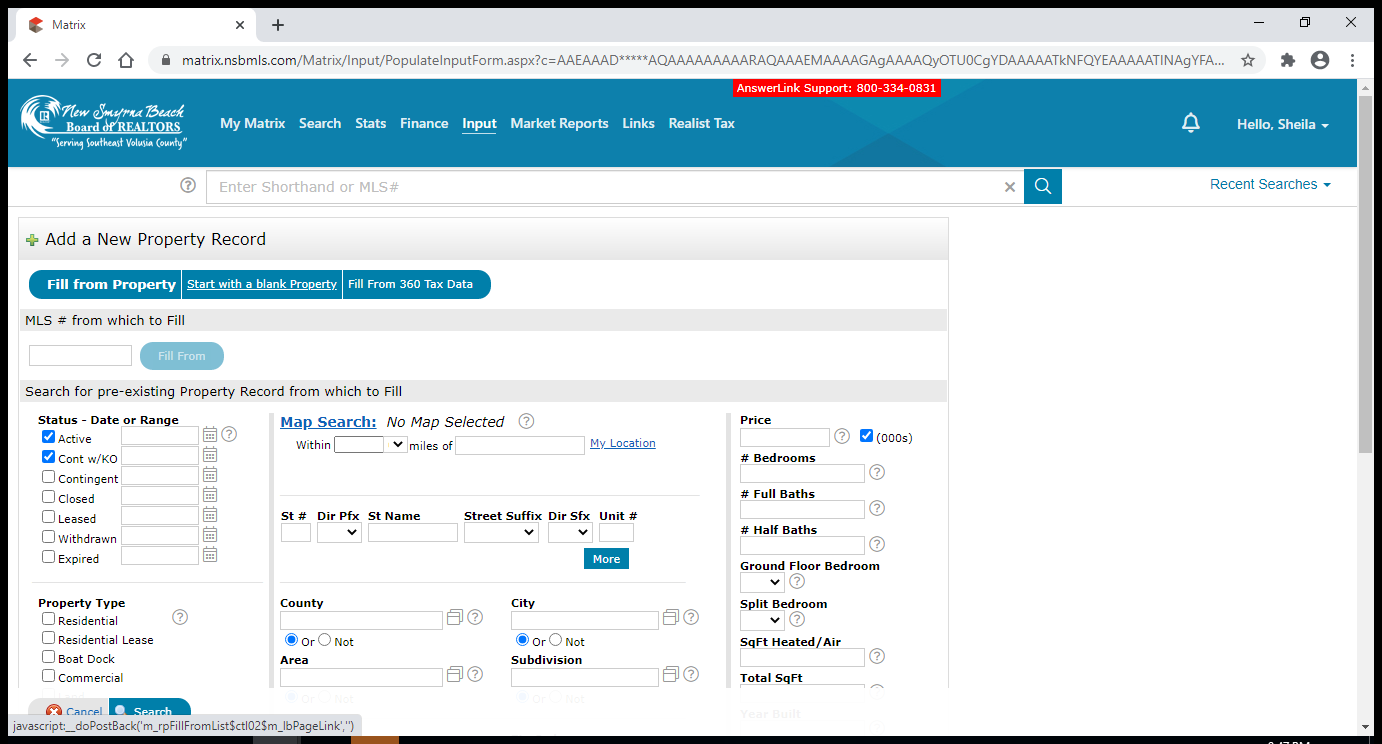 Matrix
matrix.nsbmls.com/Matrix/Input/PopulateInputForm.aspx?c=AAEAAAD*****AQAAAAAAAAARAQAAAEMAAAAGAgAAAAQyOTU0CgYDAAAAATkNFQYEAAAAATINAgYFA...
AnswerLink Support: 800-334-0831
New Smyrna Beach
Board of REALTORS
"Serving Southeast Volusia County"
My Matrix Search Stats Finance Input Market Reports Links Realist Tax
Hello, Sheila
Enter Shorthand or MLS#
Recent Searches
Add a New Property Record
Fill from Property Start with a blank Property Fill From 360 Tax Data
MLS # from which to Fill
Fill From
Search for pre-existing Property Record from which to Fill
Status - Date or Range
Active
Cont w/KO
Contingent
Closed
Leased
Withdrawn
Expired
Property Type
Residential
Residential Lease
Boat Dock
Commercial
Land
Map Search: No Map Selected
Within miles of My Location
St # Dir Pfx St Name Street Suffix Dir Sfx Unit #
More
County City
Or Not Or Not
Area Subdivision
Or Not Or Not
Price
(000s)
# Bedrooms
# Full Baths
# Half Baths
Ground Floor Bedroom
Split Bedroom
SqFt Heated/Air
Total SqFt
Year Built
Cancel Search
javascript:__doPostBack('m_rpFillFromList$ctl02$m_lbPageLink','')